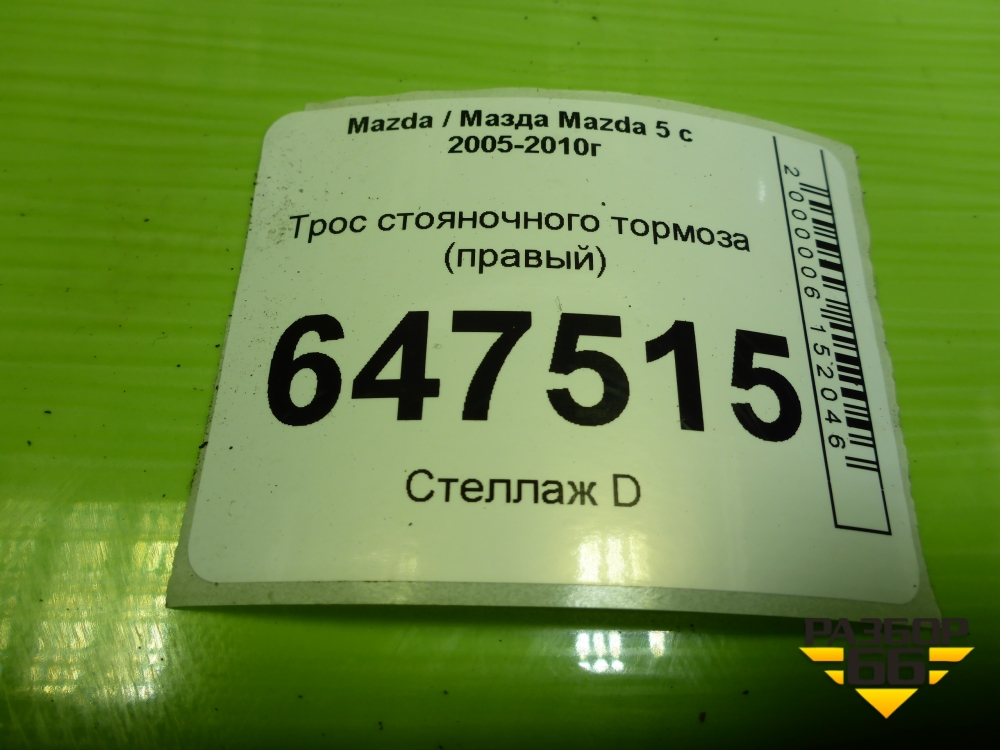 Mazda / Мазда Mazda 5 с
2005-2010г
Трос стояночного тормоза
(правый)
647515
Стеллаж D
2000006152046
РАЗБОР
66